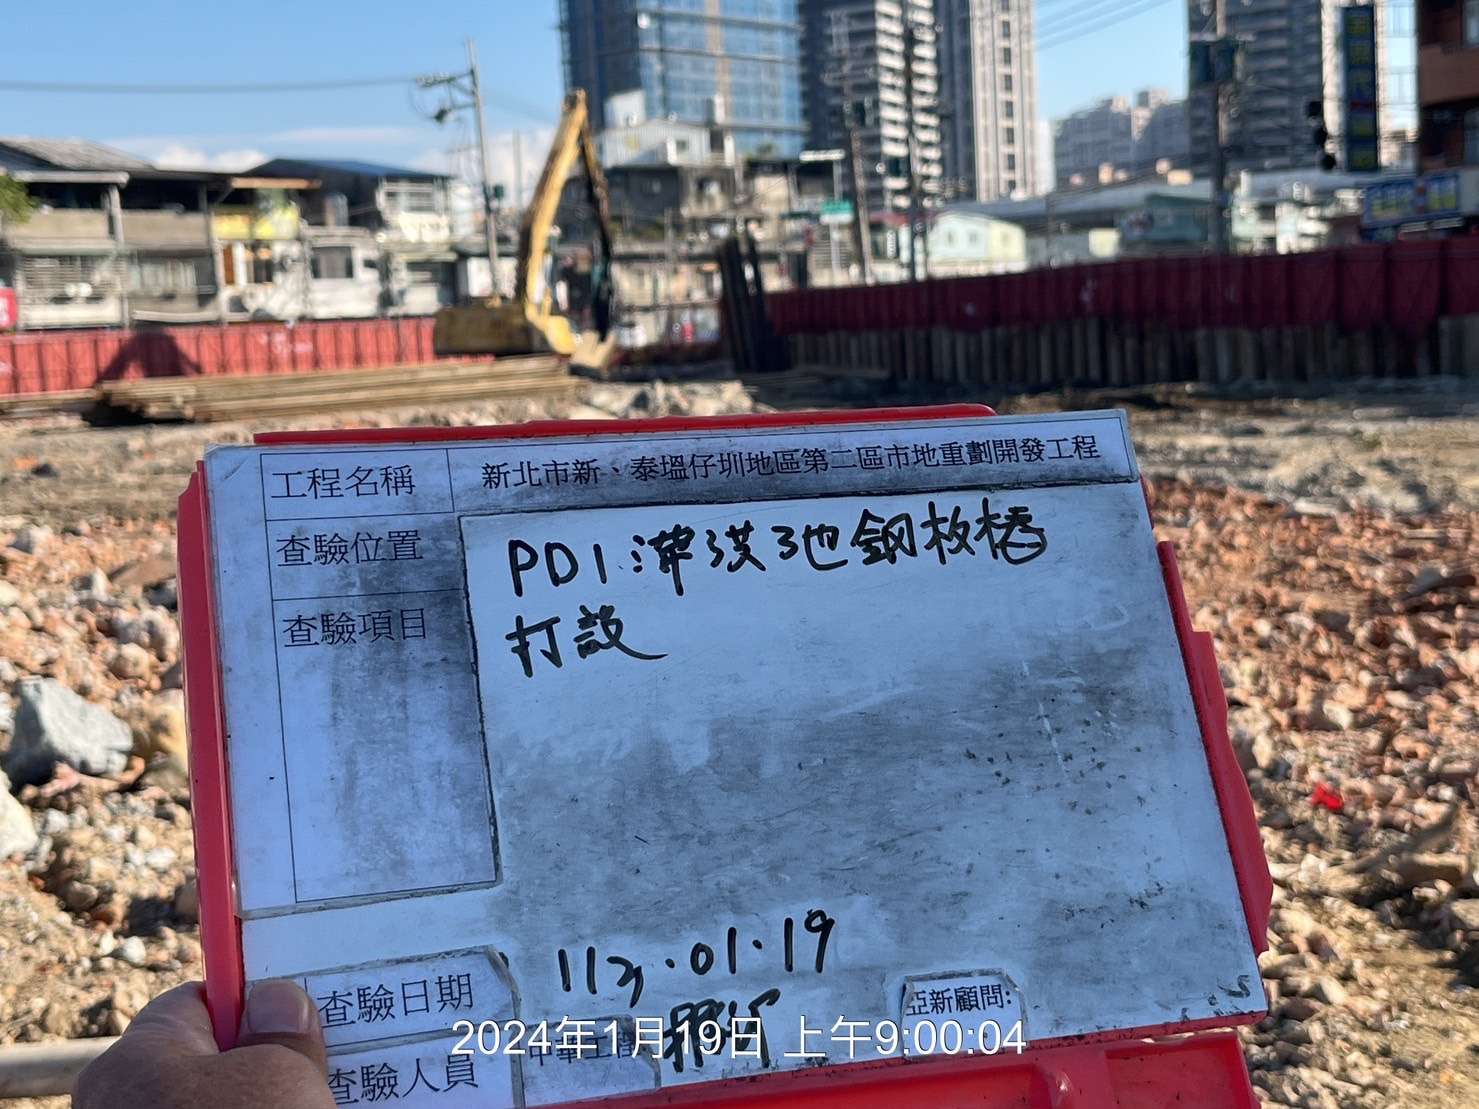 工程名稱
新北市新、泰塭仔圳地區第二區市地重劃開發工程
查驗位置
PD1滯洪池鋼板樁
打設
查驗項目
查驗日期
113.01.19
亞新顧問:
查驗人員
2024年1月19日 上午9:00:04